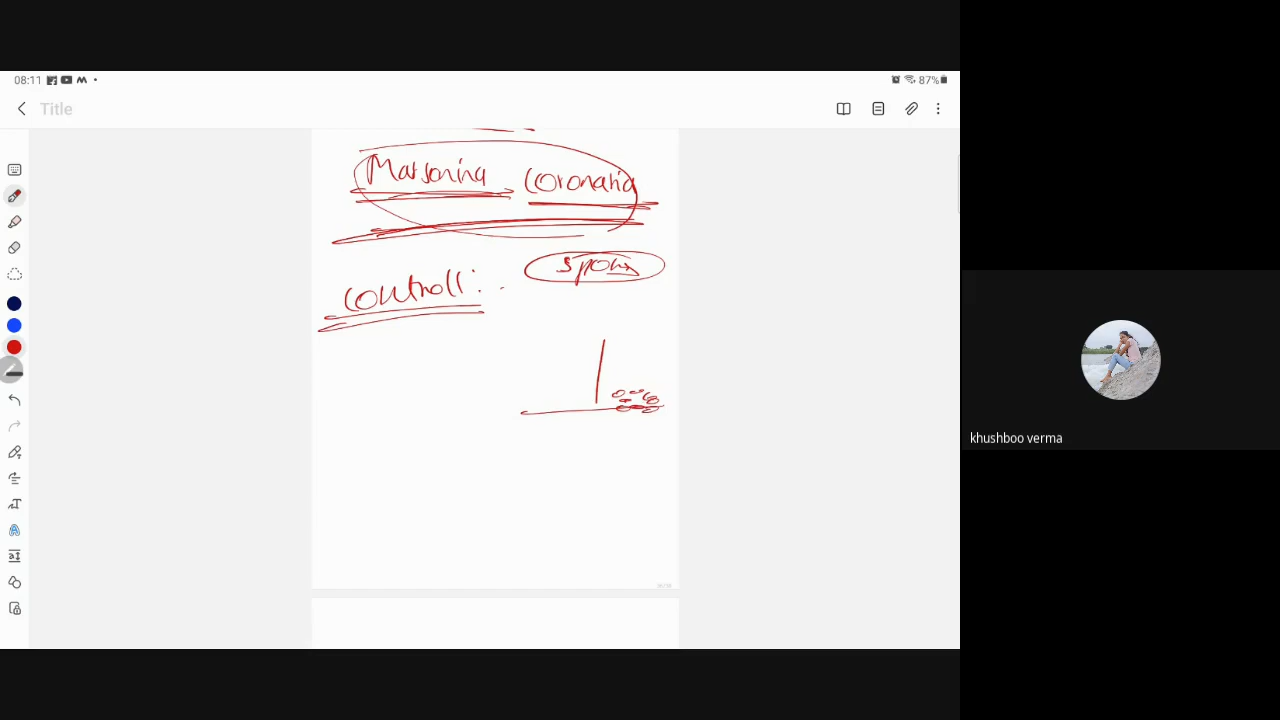 08:11
87%
Title
Marsonina Coronaria
Spores
Controll:
khushboo verma